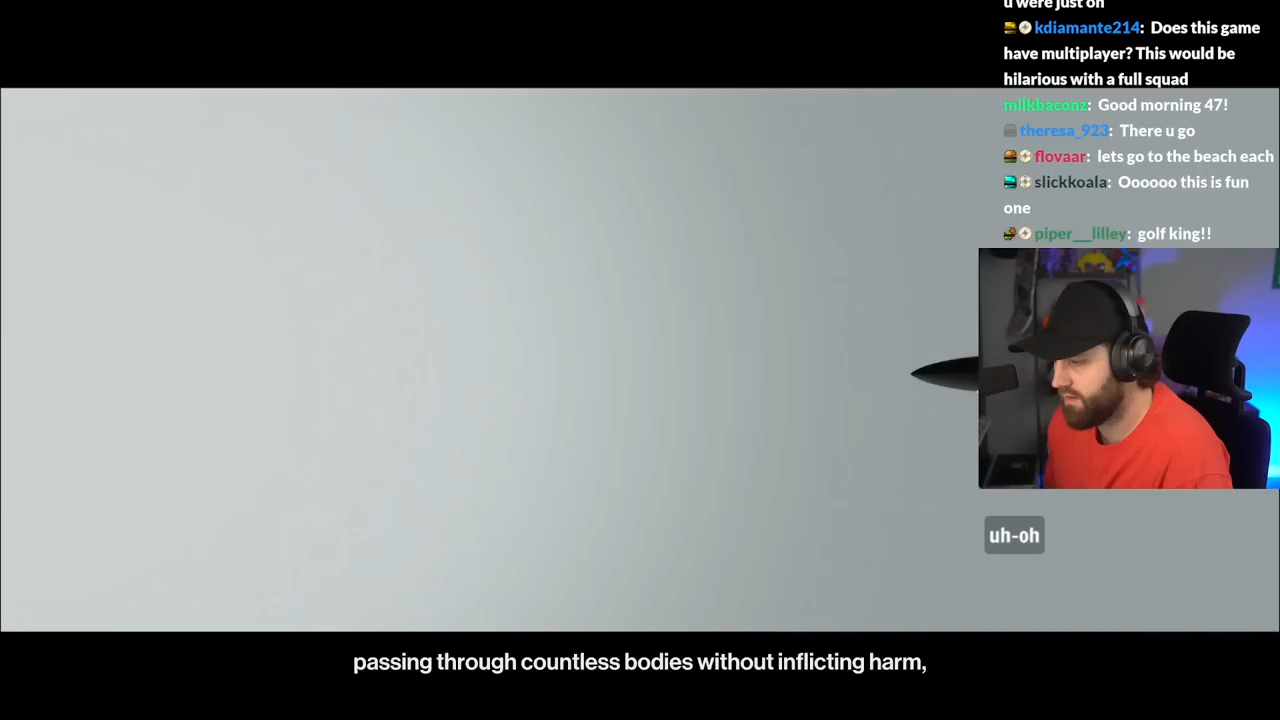 u were just on
kdiamante214: Does this game
have multiplayer? This would be
hilarious with a full squad
milkbaconz: Good morning 47!
theresa_923: There u go
flovaar: lets go to the beach each
slickkoala: Oooooo this is fun
one
piper__lilley: golf king!!
uh-oh
passing through countless bodies without inflicting harm,